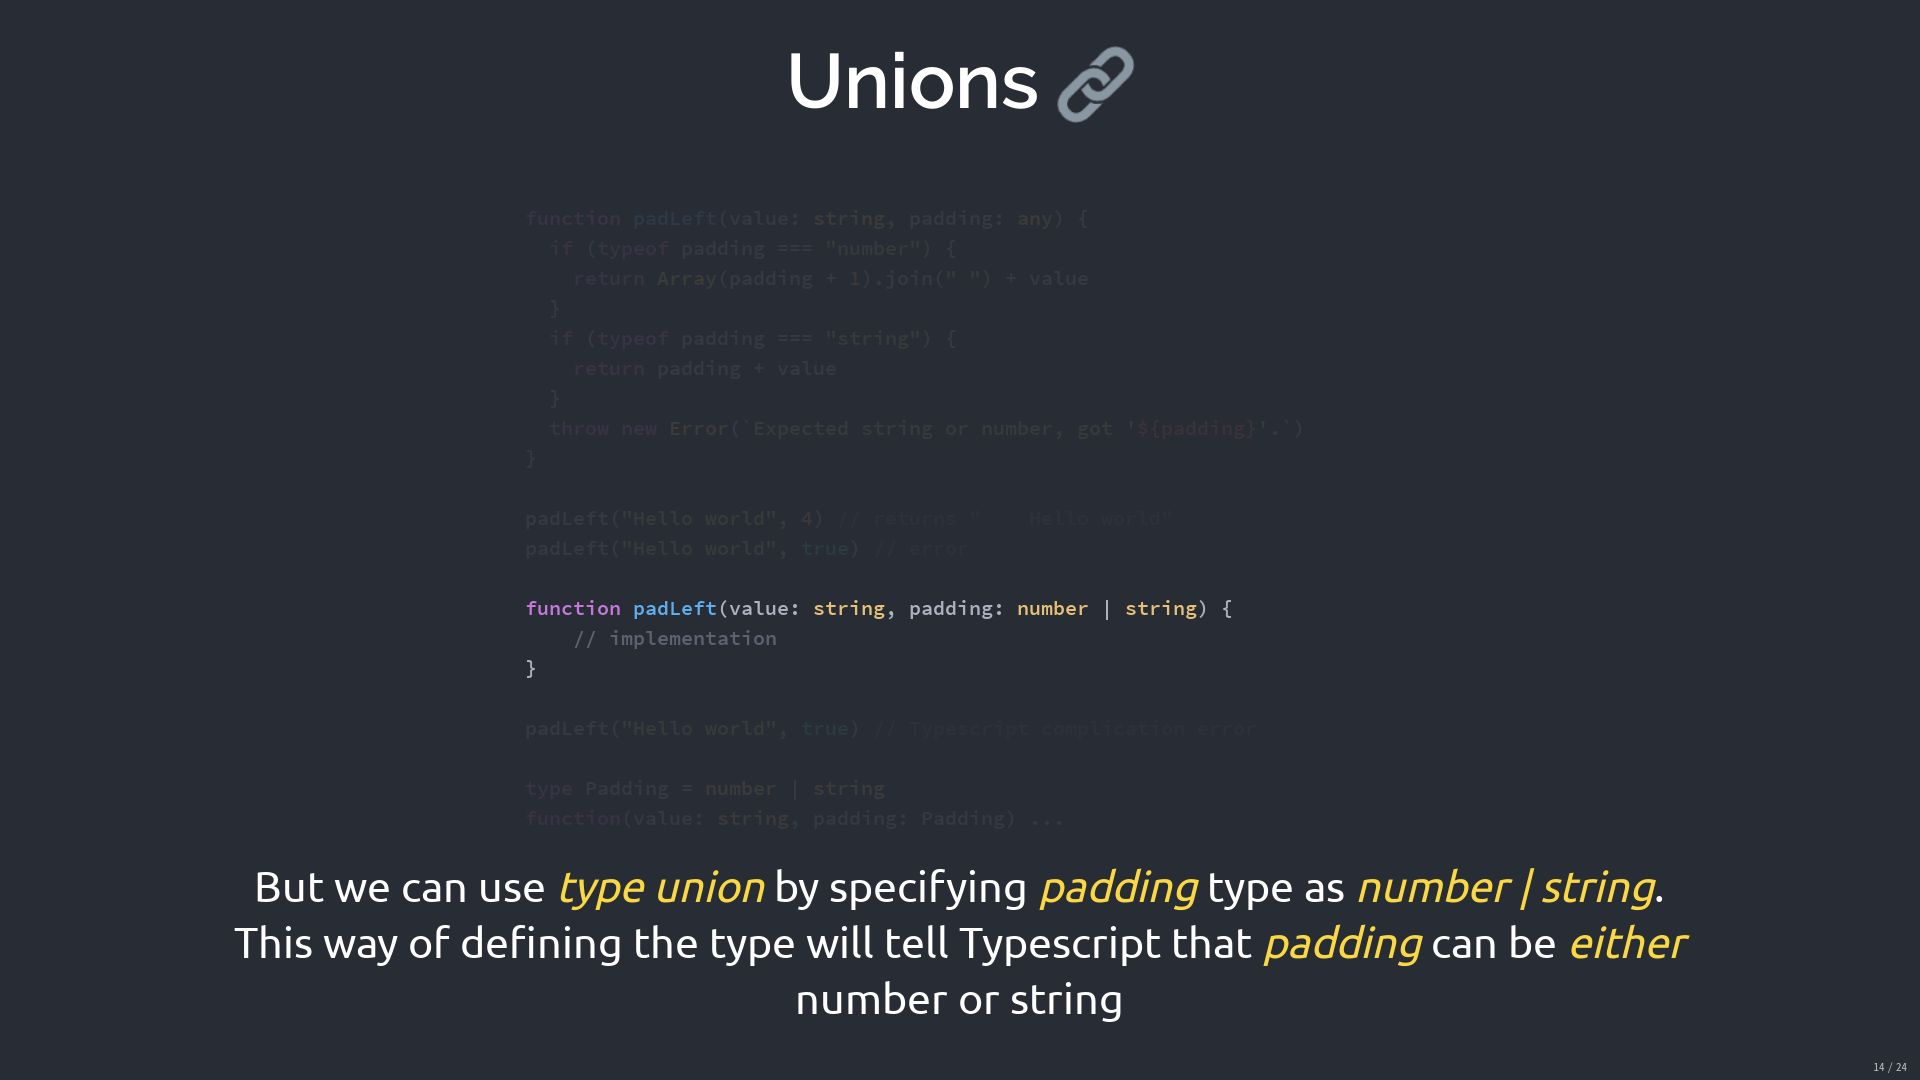 Unions 🔗
function padLeft(value: string, padding: any) {
  if (typeof padding === "number") {
    return Array(padding + 1).join(" ") + value
  }
  if (typeof padding === "string") {
    return padding + value
  }
  throw new Error(`Expected string or number, got '${padding}'.`)
}
padLeft("Hello world", 4) // returns "    Hello world"
padLeft("Hello world", true) // error
function padLeft(value: string, padding: number | string) {
    // implementation
}
padLeft("Hello world", true) // Typescript complication error
type Padding = number | string
function(value: string, padding: Padding) ...
But we can use type union by specifying padding type as number | string.
This way of defining the type will tell Typescript that padding can be either
number or string
14 / 24